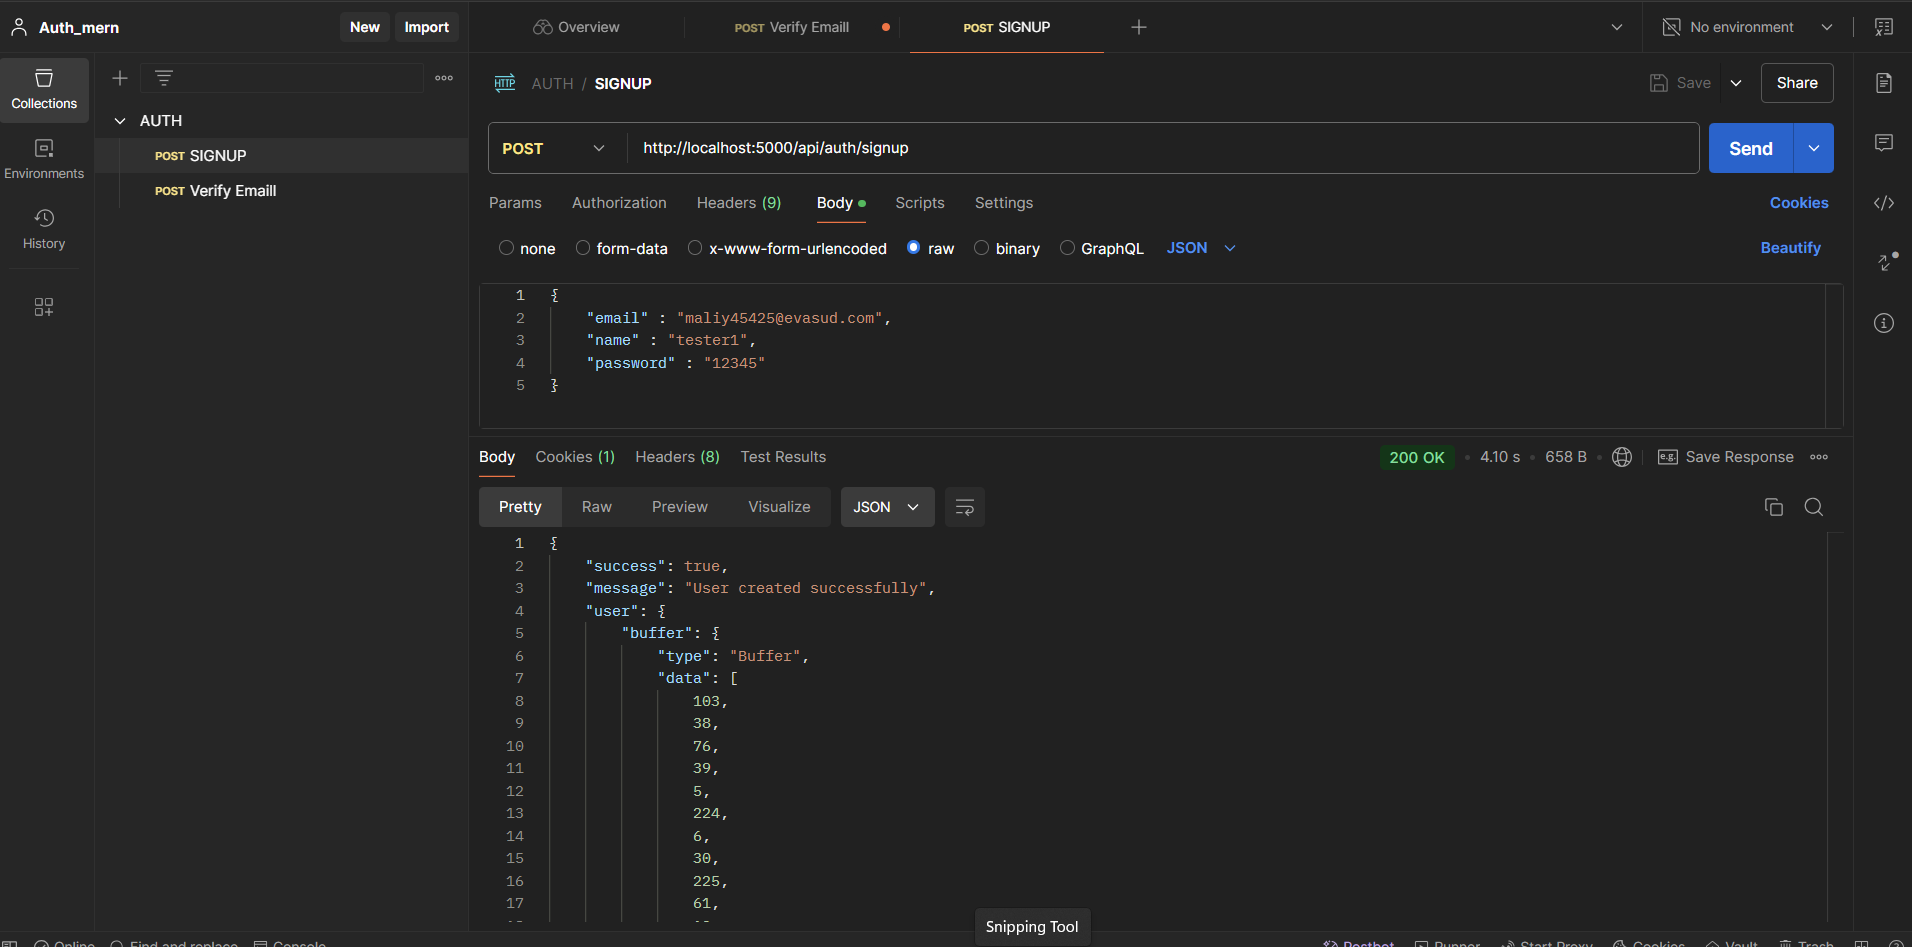 Auth_mern
New
Import
Overview
POST Verify Emaill
POST SIGNUP
No environment
Collections
Environments
History
AUTH
POST SIGNUP
POST Verify Emaill
HTTP AUTH / SIGNUP
Save
Share
POST
http://localhost:5000/api/auth/signup
Send
Params
Authorization
Headers (9)
Body
Scripts
Settings
Cookies
none
form-data
x-www-form-urlencoded
raw
binary
GraphQL
JSON
Beautify
1 {
2 "email" : "maliy45425@evasud.com",
3 "name" : "tester1",
4 "password" : "12345"
5 }
Body
Cookies (1)
Headers (8)
Test Results
200 OK
4.10 s
658 B
e.g. Save Response
Pretty
Raw
Preview
Visualize
JSON
1 {
2 "success": true,
3 "message": "User created successfully",
4 "user": {
5 "buffer": {
6 "type": "Buffer",
7 "data": [
8 103,
9 38,
10 76,
11 39,
12 5,
13 224,
14 6,
15 30,
16 225,
17 61,
Snipping Tool
Online
Find and replace
Console
Postbot
Runner
Start Proxy
Cookies
Vault
Trash